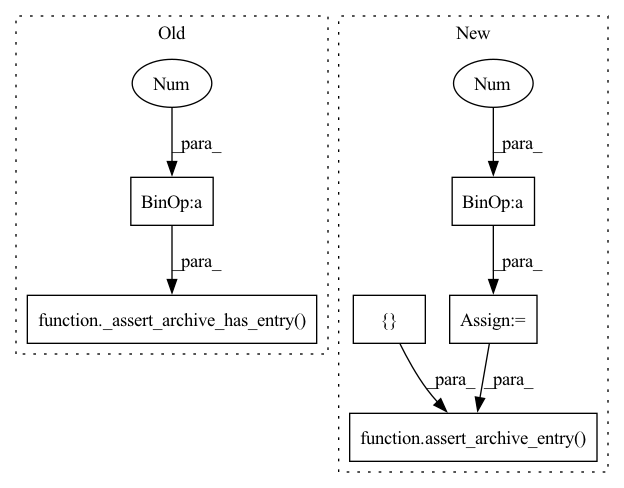 Old
New
Num
Num
_para_
_para_
BinOp:a
BinOp:a
_para_
_para_
function._assert_archive_has_entry()
{}
Assign:=
_para_
_para_
function.assert_archive_entry()